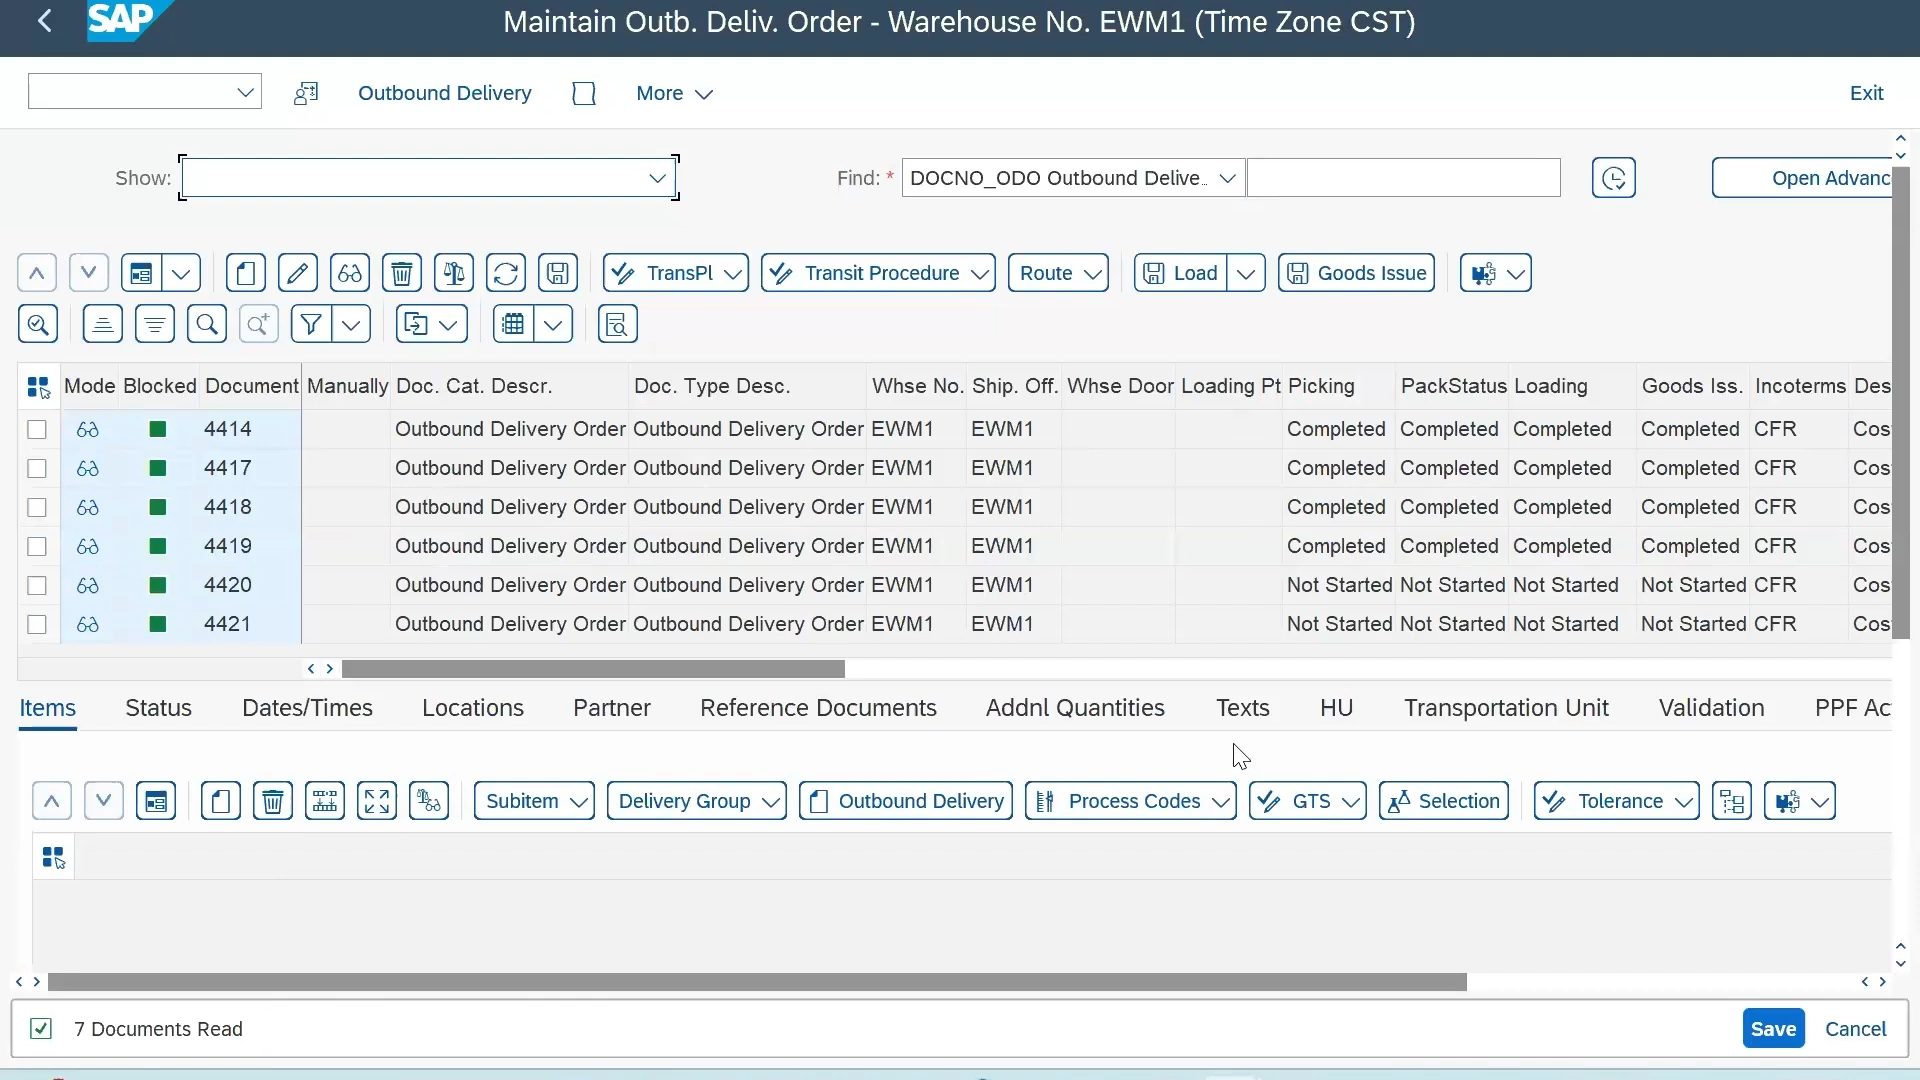 SAP
Maintain Outb. Deliv. Order - Warehouse No. EWM1 (Time Zone CST)
Outbound Delivery More Exit
Show: Find: * DOCNO_ODO Outbound Delive... Open Advanc
TransPl Transit Procedure Route Load Goods Issue
Mode Blocked Document Manually Doc. Cat. Descr. Doc. Type Desc. Whse No. Ship. Off. Whse Door Loading Pt Picking PackStatus Loading Goods Iss. Incoterms Des
4414 Outbound Delivery Order Outbound Delivery Order EWM1 EWM1 Completed Completed Completed Completed CFR Cos
4417 Outbound Delivery Order Outbound Delivery Order EWM1 EWM1 Completed Completed Completed Completed CFR Cos
4418 Outbound Delivery Order Outbound Delivery Order EWM1 EWM1 Completed Completed Completed Completed CFR Cos
4419 Outbound Delivery Order Outbound Delivery Order EWM1 EWM1 Completed Completed Completed Completed CFR Cos
4420 Outbound Delivery Order Outbound Delivery Order EWM1 EWM1 Not Started Not Started Not Started Not Started CFR Cos
4421 Outbound Delivery Order Outbound Delivery Order EWM1 EWM1 Not Started Not Started Not Started Not Started CFR Cos
Items Status Dates/Times Locations Partner Reference Documents Addnl Quantities Texts HU Transportation Unit Validation PPF Ac
Subitem Delivery Group Outbound Delivery Process Codes GTS Selection Tolerance
7 Documents Read Save Cancel